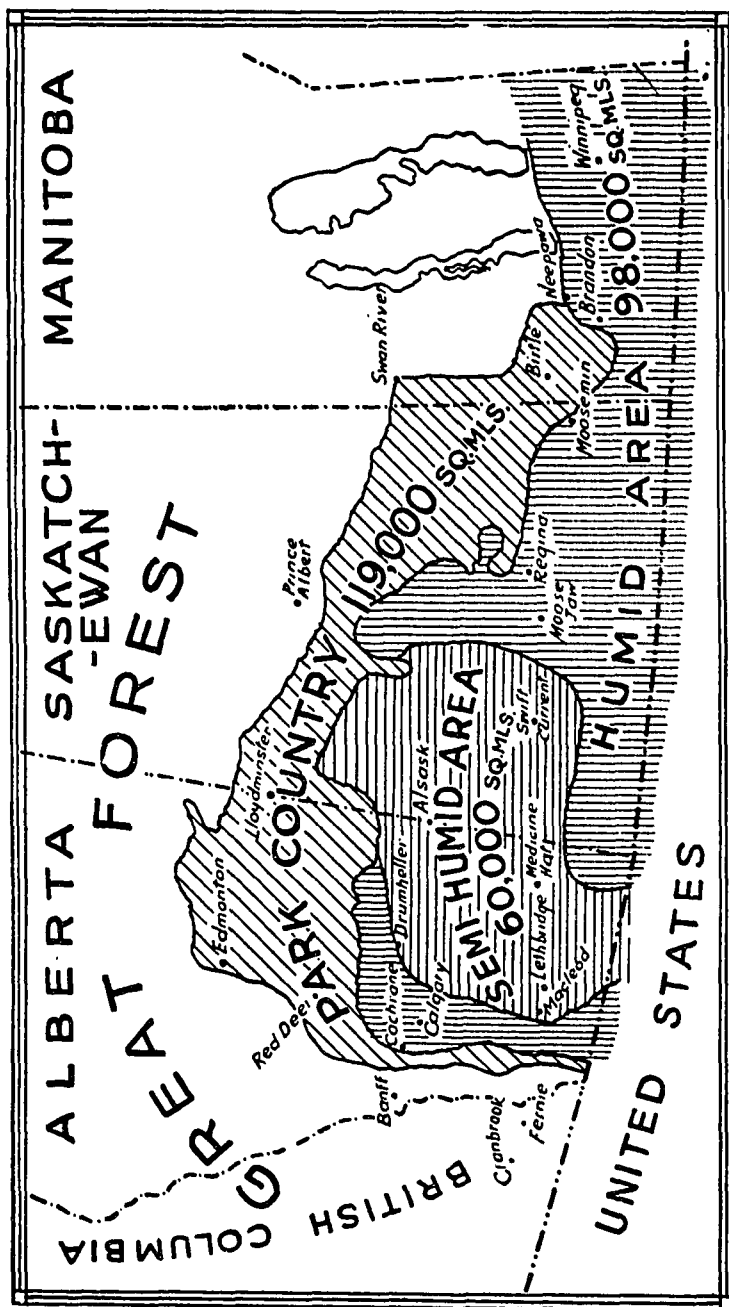 ALBERTA
SASKATCH-
-EWAN
MANITOBA
GREAT FOREST
BRITISH COLUMBIA
UNITED STATES
PARK COUNTRY
119,000 SQ.MLS.
SEMI-HUMID AREA
60,000 SQ.MLS.
HUMID AREA
98.000 SQ.MLS.
Edmonton
Lloydminster
Prince
Albert
Swan River
Red Deer
Banff
Cochrane
Calgary
Drumheller
Alsask
Cranbrook
Fernie
Macleod
Lethbridge
Medicine
Hatt
Swift
Current
Moose
Jaw
Regina
Moosemin
Birtle
Neepawa
Brandon
Winnipeg